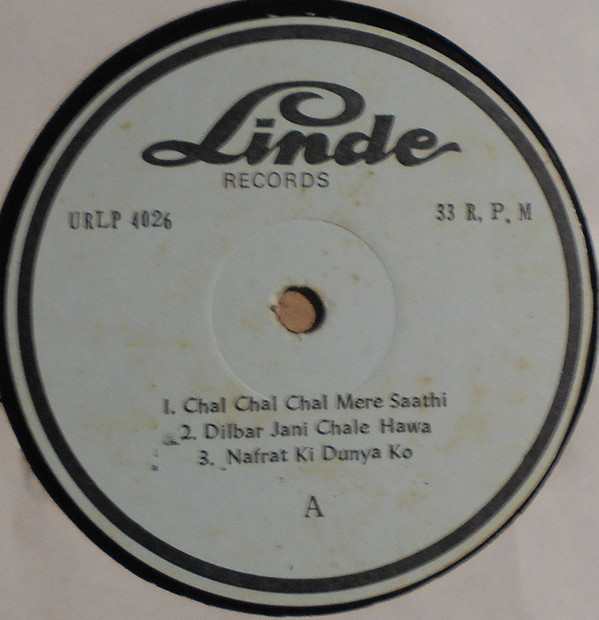 Linde
RECORDS
URLP 4026
33 R. P. M
1. Chal Chal Chal Mere Saathi
2. Dilbar Jani Chale Hawa
3. Nafrat Ki Dunya Ko
A